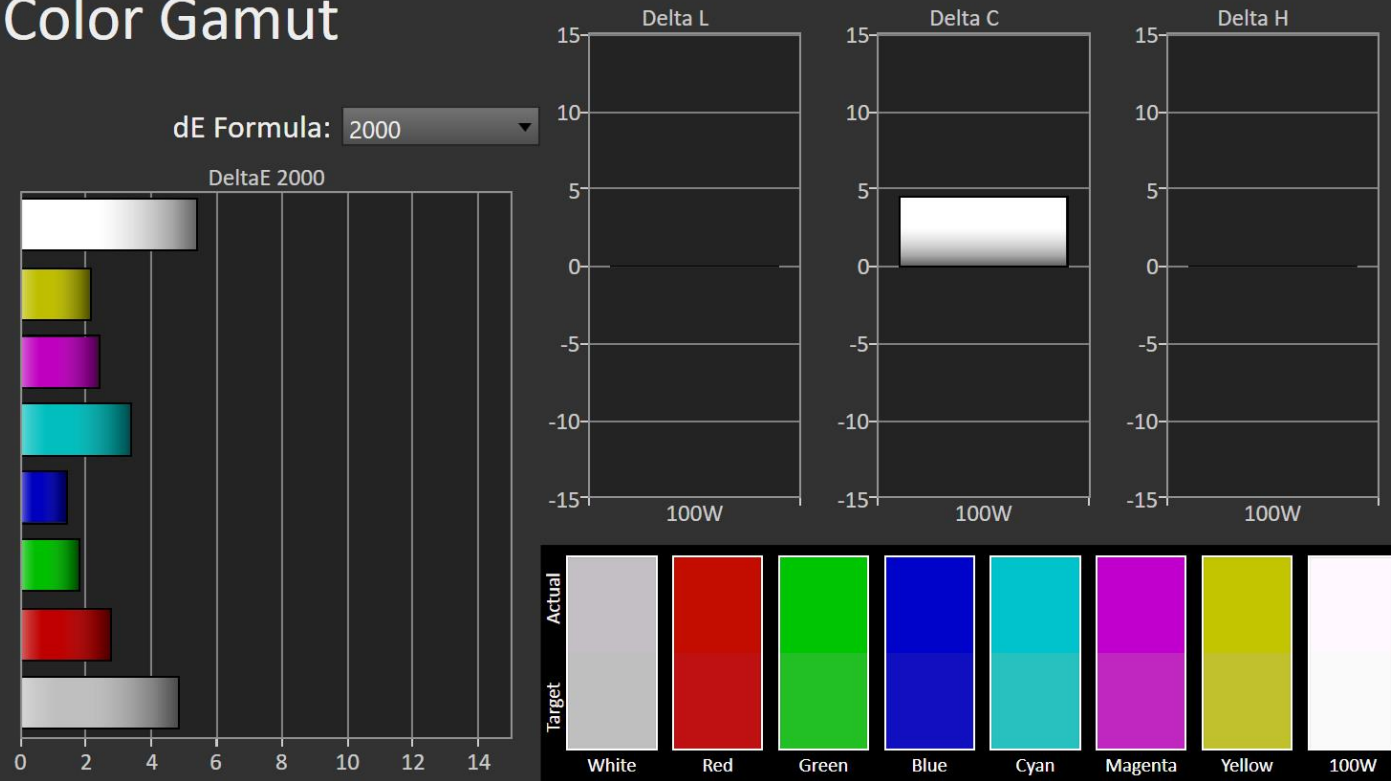 Color Gamut
dE Formula: 2000
DeltaE 2000
0 2 4 6 8 10 12 14
Delta L
15
10
5
0
-5
-10
-15
100W
Delta C
15
10
5
0
-5
-10
-15
100W
Delta H
15
10
5
0
-5
-10
-15
100W
Actual
Target
White Red Green Blue Cyan Magenta Yellow 100W